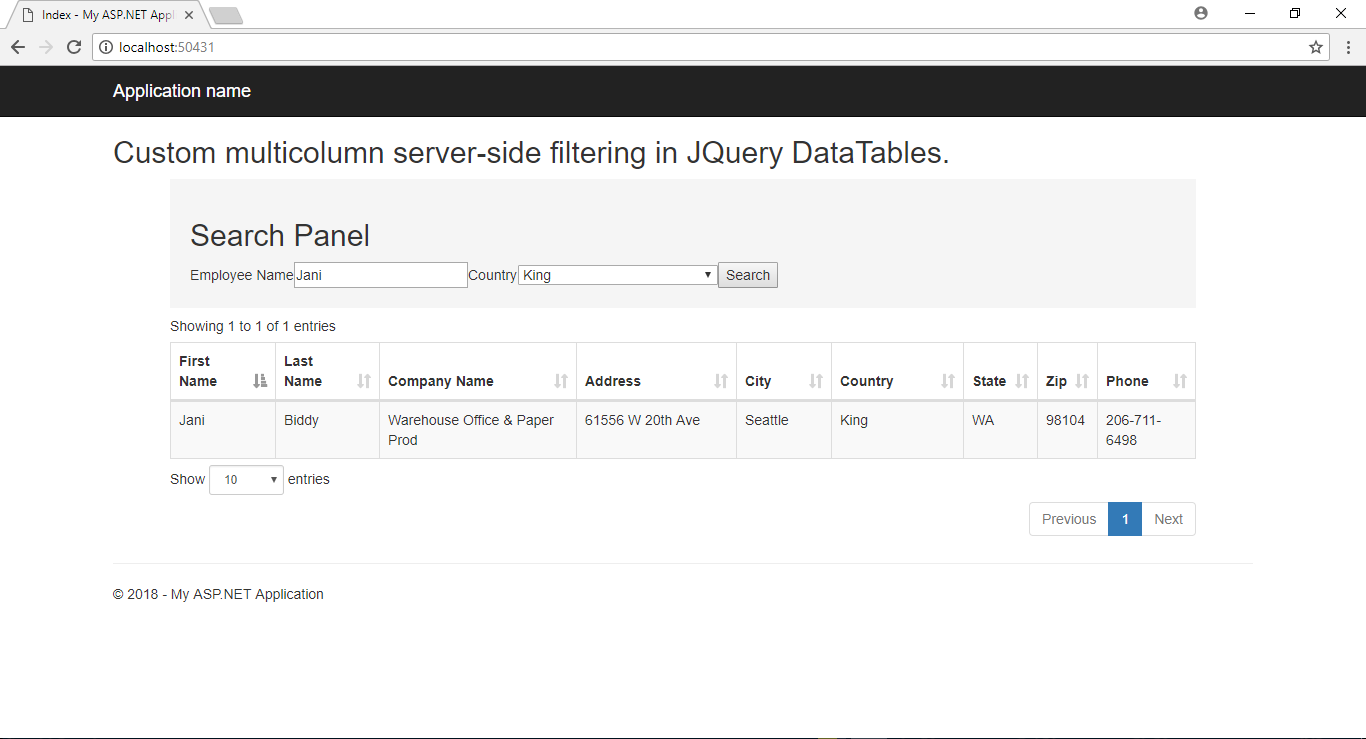 Index - My ASP.NET Appl
localhost:50431
Application name
Custom multicolumn server-side filtering in JQuery DataTables.
Search Panel
Employee Name Jani Country King Search
Showing 1 to 1 of 1 entries
First Name Last Name Company Name Address City Country State Zip Phone
Jani Biddy Warehouse Office & Paper Prod 61556 W 20th Ave Seattle King WA 98104 206-711-6498
Show 10 entries
Previous 1 Next
© 2018 - My ASP.NET Application